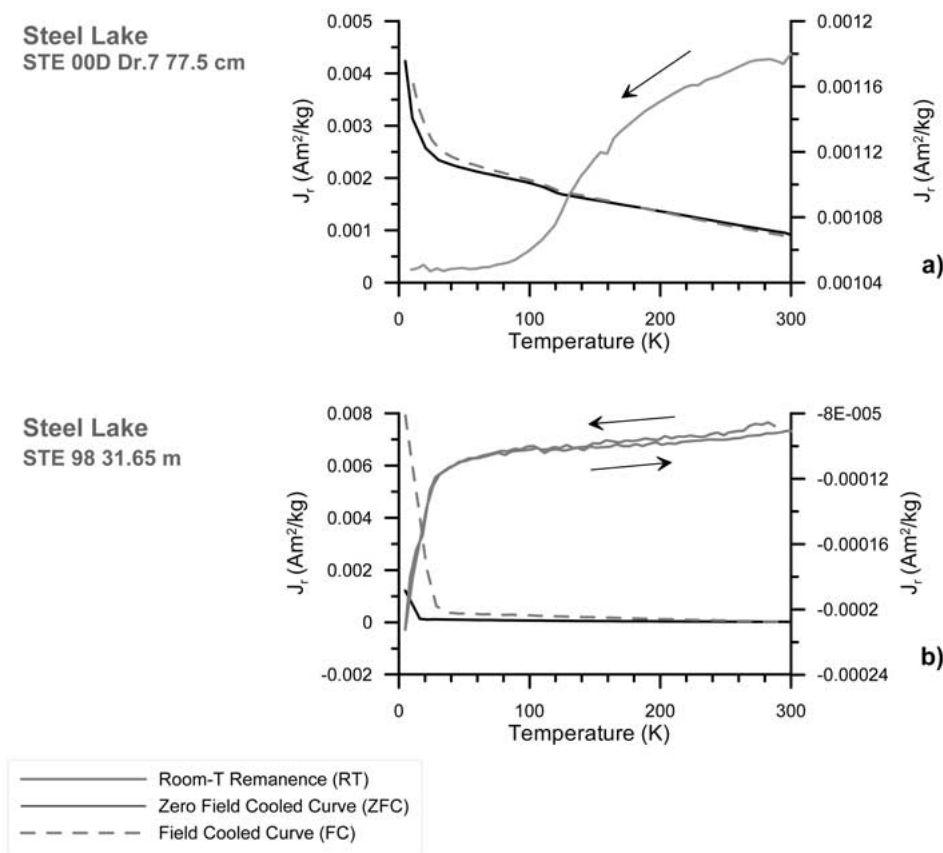 Steel Lake
STE 00D Dr.7 77.5 cm
0.005
0.004
0.003
0.002
0.001
0
J_r (Am²/kg)
0.0012
0.00116
0.00112
0.00108
0.00104
J_r (Am²/kg)
0
100
200
300
Temperature (K)
a)
Steel Lake
STE 98 31.65 m
0.008
0.006
0.004
0.002
0
-0.002
J_r (Am²/kg)
-8E-005
-0.00012
-0.00016
-0.0002
-0.00024
J_r (Am²/kg)
0
100
200
300
Temperature (K)
b)
Room-T Remanence (RT)
Zero Field Cooled Curve (ZFC)
Field Cooled Curve (FC)